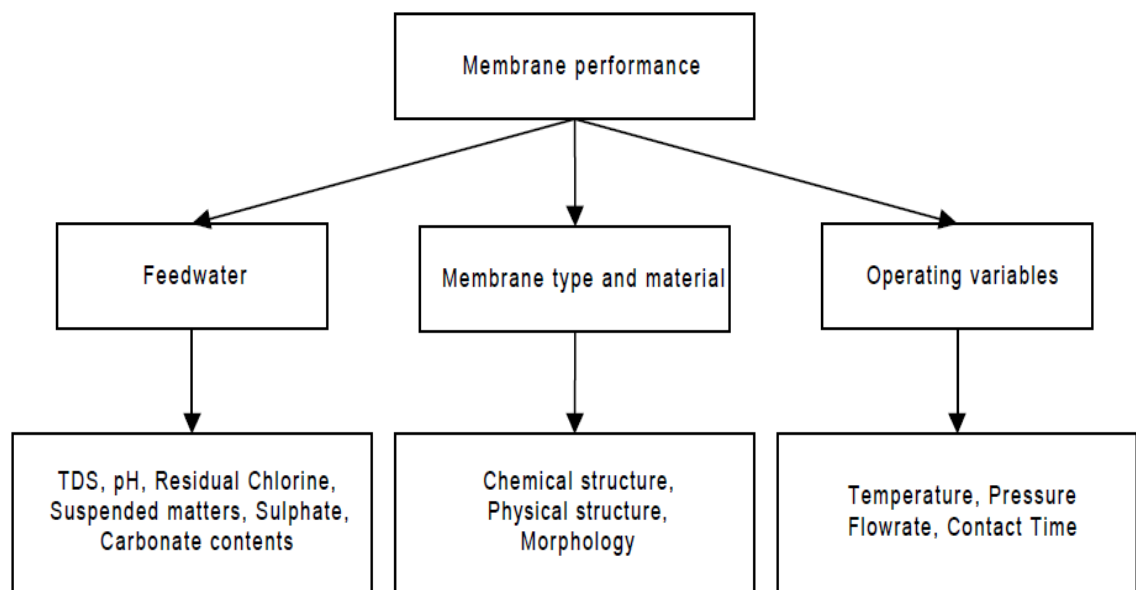 Membrane performance
Feedwater
Membrane type and material
Operating variables
TDS, pH, Residual Chlorine,
Suspended matters, Sulphate,
Carbonate contents
Chemical structure,
Physical structure,
Morphology
Temperature, Pressure
Flowrate, Contact Time